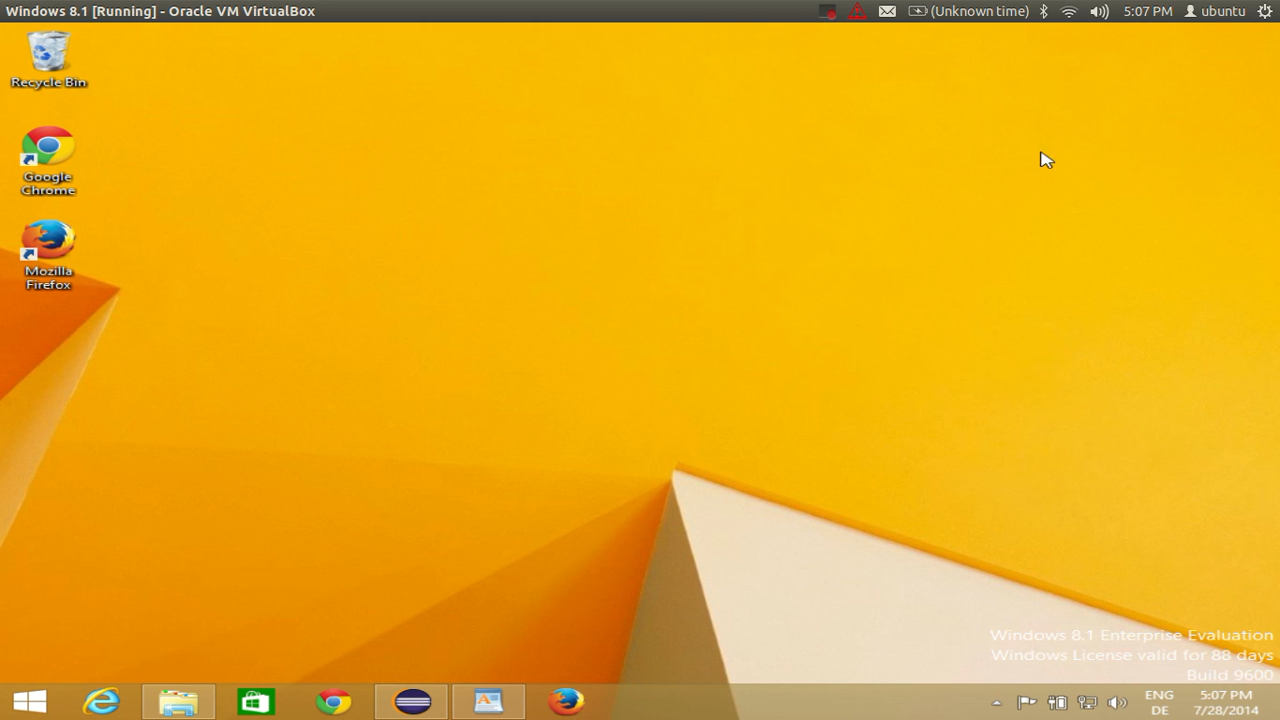 Windows 8.1 [Running] - Oracle VM VirtualBox
(Unknown time)
5:07 PM
ubuntu
Recycle Bin
Google
Chrome
Mozilla
Firefox
Windows 8.1 Enterprise Evaluation
Windows License valid for 88 days
Build 9600
ENG
DE
5:07 PM
7/28/2014